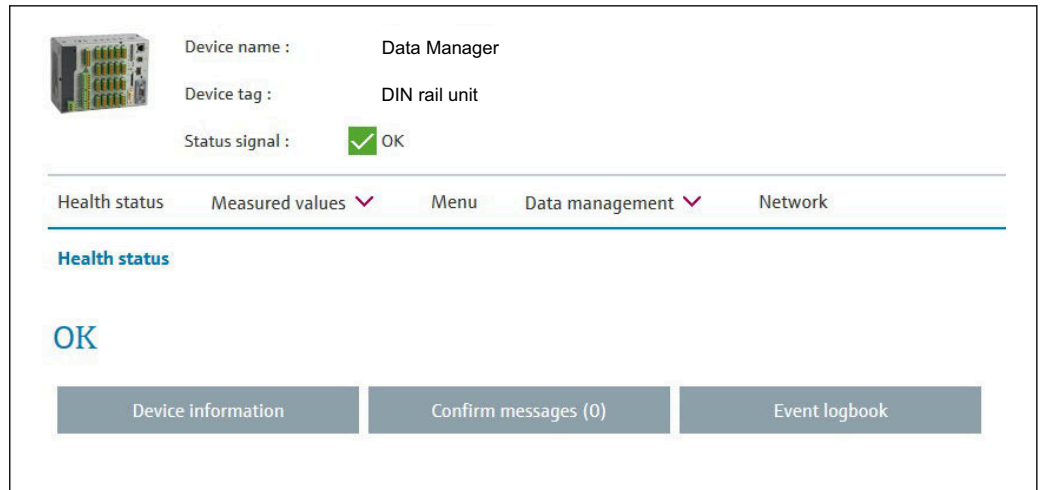 Device name : Data Manager
Device tag : DIN rail unit
Status signal : OK
Health status Measured values Menu Data management Network
Health status
OK
Device information Confirm messages (0) Event logbook